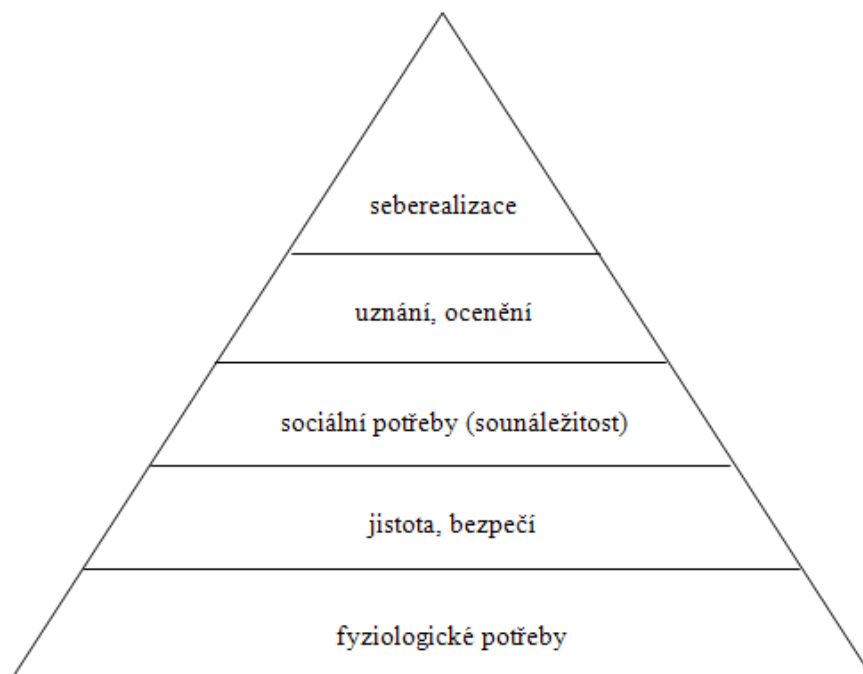 seberealizace
uznání, ocenění
sociální potřeby (sounáležitost)
jistota, bezpečí
fyziologické potřeby